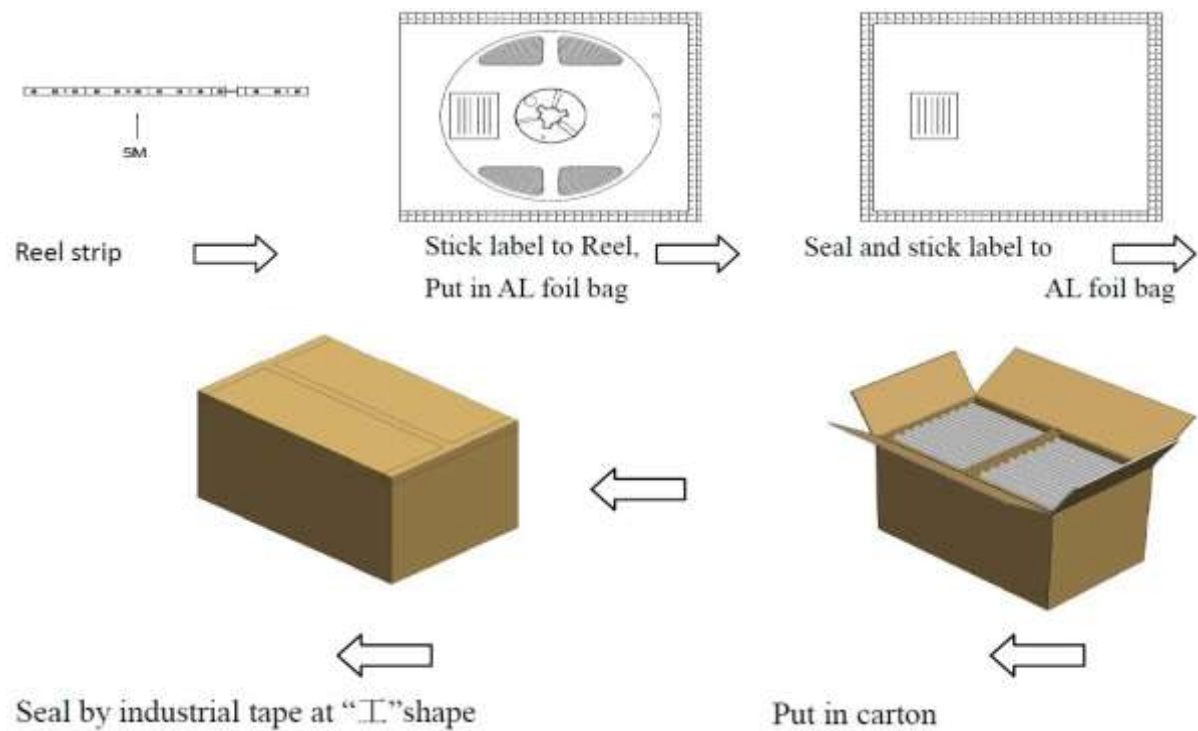 5M
Reel strip
Stick label to Reel,
Put in AL foil bag
Seal and stick label to
AL foil bag
Seal by industrial tape at “工”shape
Put in carton